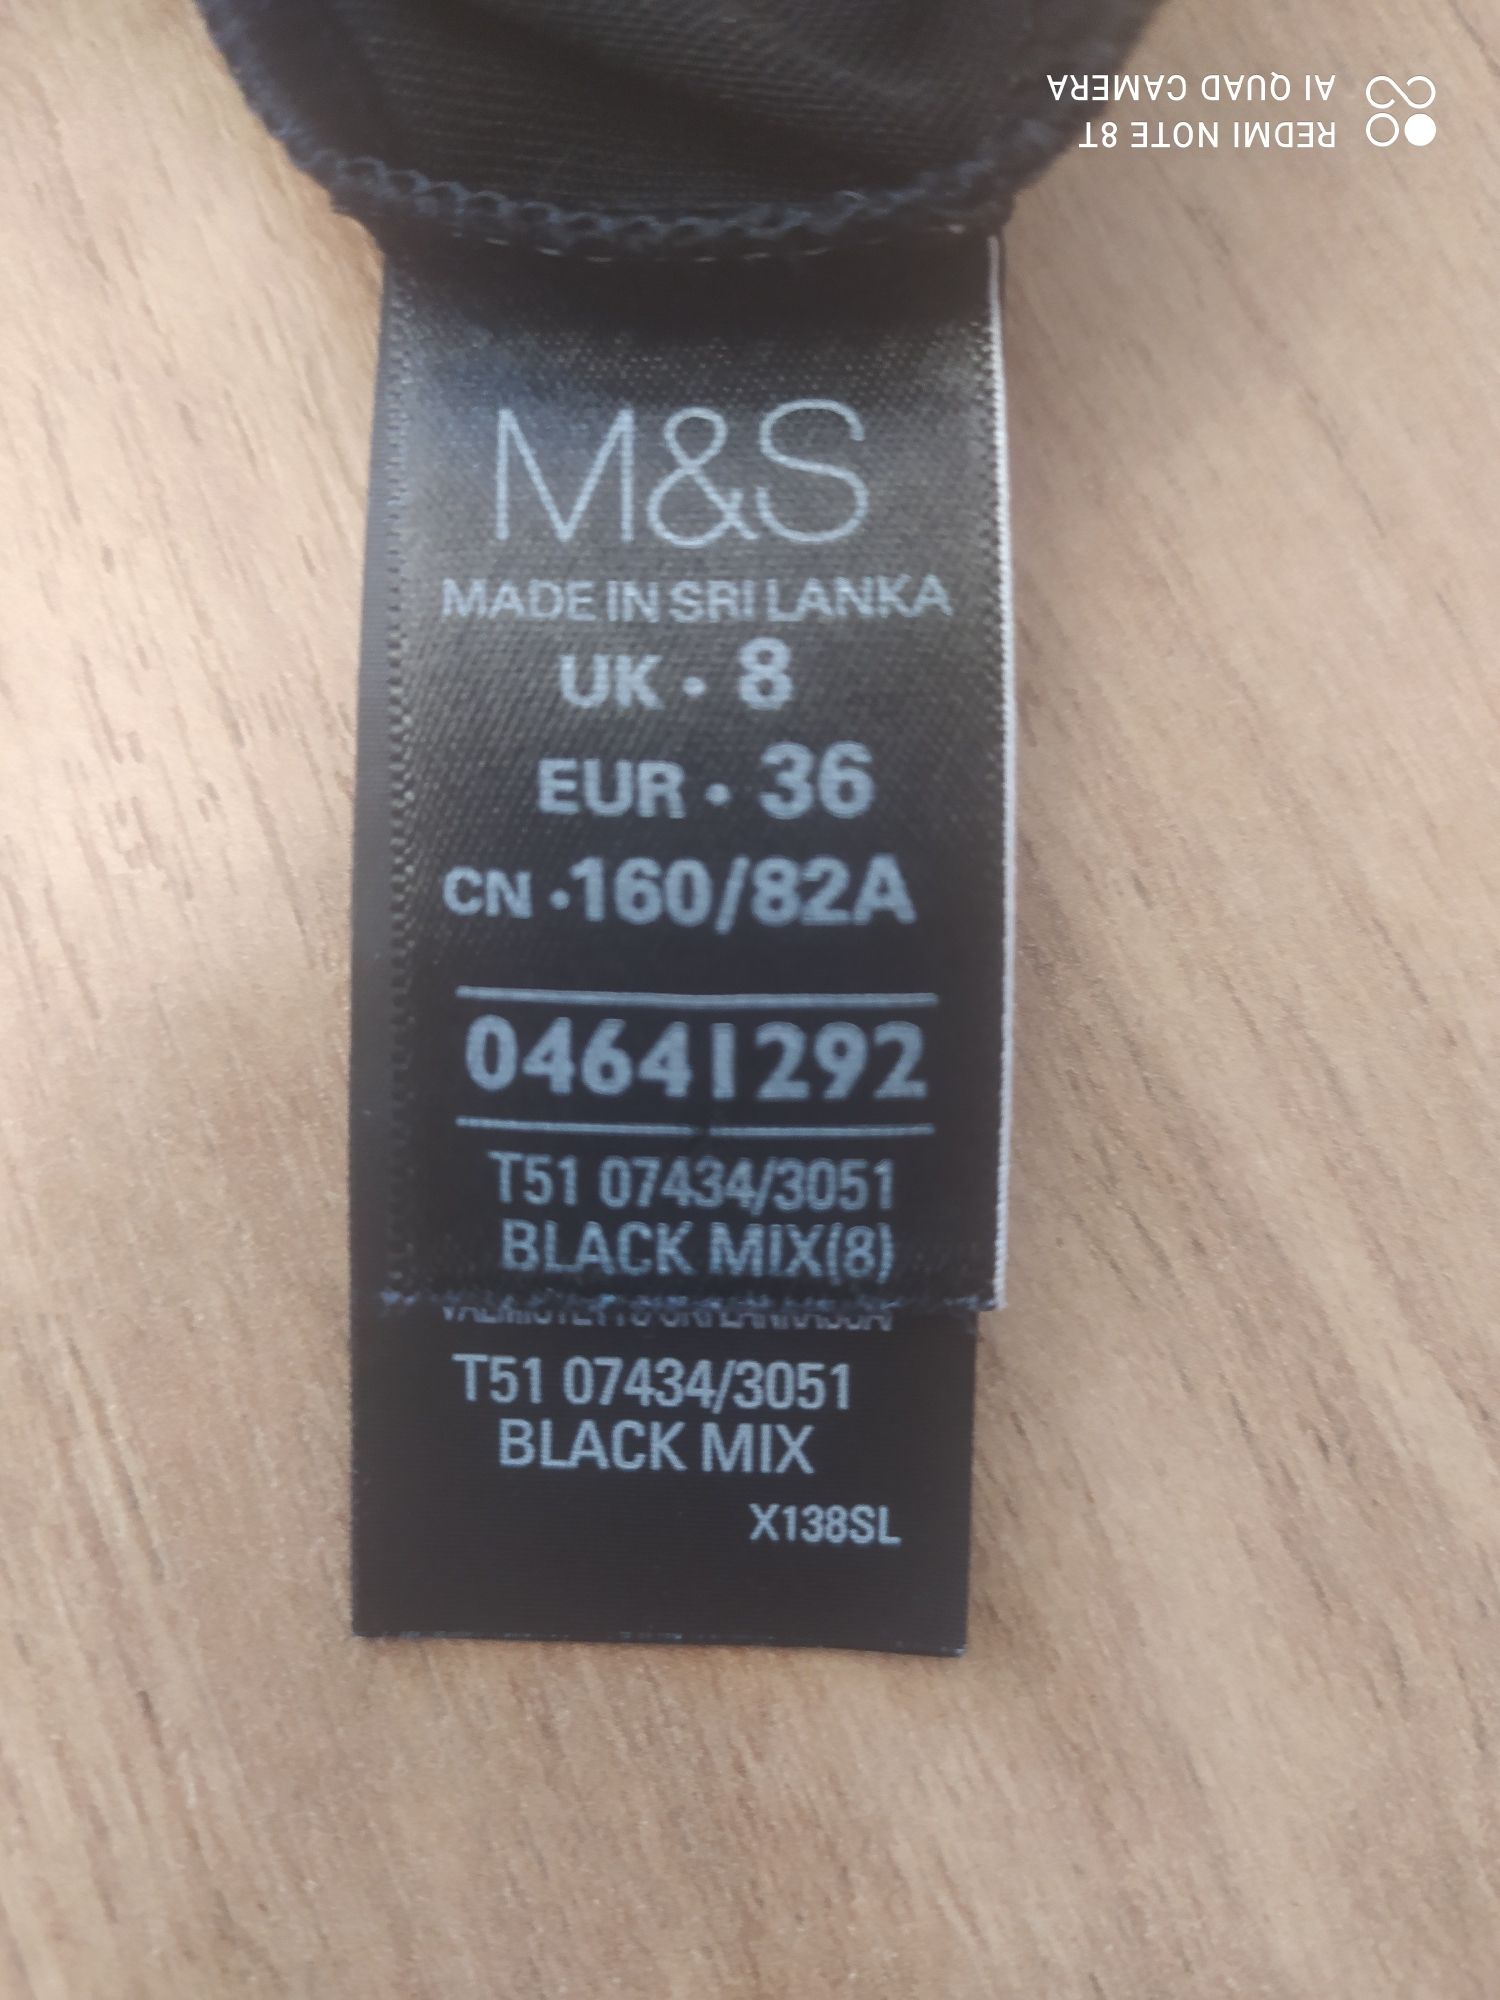 M&S
MADE IN SRI LANKA
UK • 8
EUR • 36
CN •160/82A
04641292
T51 07434/3051
BLACK MIX(8)
T51 07434/3051
BLACK MIX
X138SL
REDMI NOTE 8T
AI QUAD CAMERA